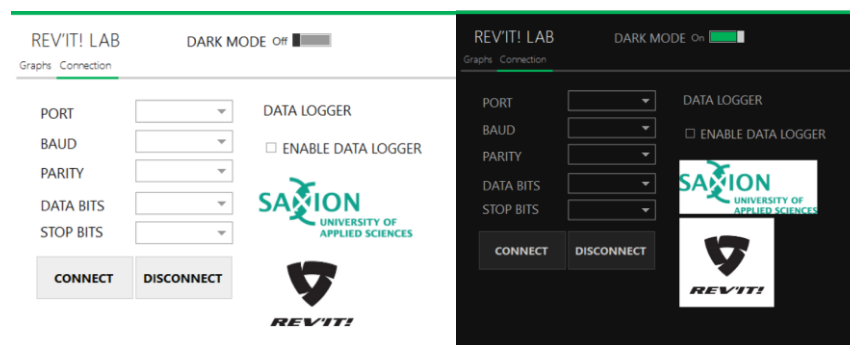 REV'IT! LAB
DARK MODE Off
Graphs Connection
PORT
BAUD
PARITY
DATA BITS
STOP BITS
CONNECT DISCONNECT
DATA LOGGER
ENABLE DATA LOGGER
SAXION
UNIVERSITY OF
APPLIED SCIENCES
REV'IT!
REV'IT! LAB
DARK MODE On
Graphs Connection
PORT
BAUD
PARITY
DATA BITS
STOP BITS
CONNECT DISCONNECT
DATA LOGGER
ENABLE DATA LOGGER
SAXION
UNIVERSITY OF
APPLIED SCIENCES
REV'IT!